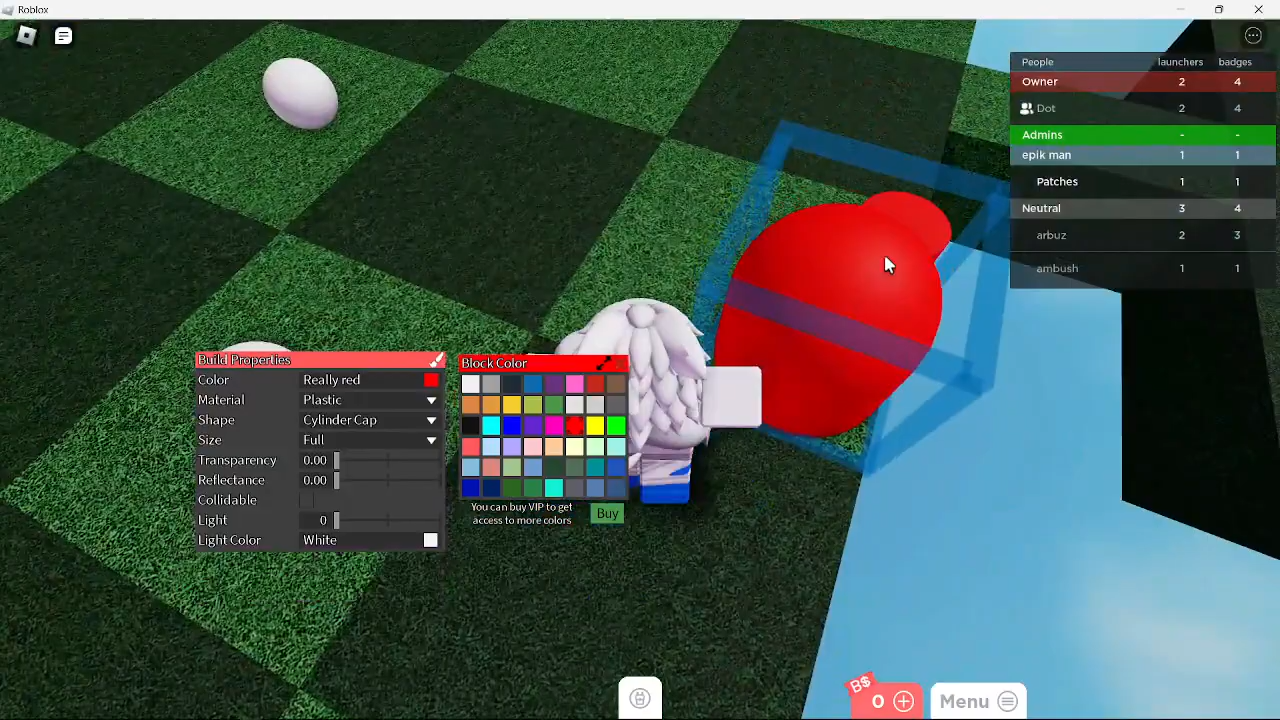 Roblox
People launchers badges
Owner 2 4
Dot 2 4
Admins - -
epik man 1 1
Patches 1 1
Neutral 3 4
arbuz 2 3
ambush 1 1
Build Properties
Color Really red
Material Plastic
Shape Cylinder Cap
Size Full
Transparency 0.00
Reflectance 0.00
Collidable
Light 0
Light Color White
Block Color
You can buy VIP to get
access to more colors
Buy
B$
0
Menu